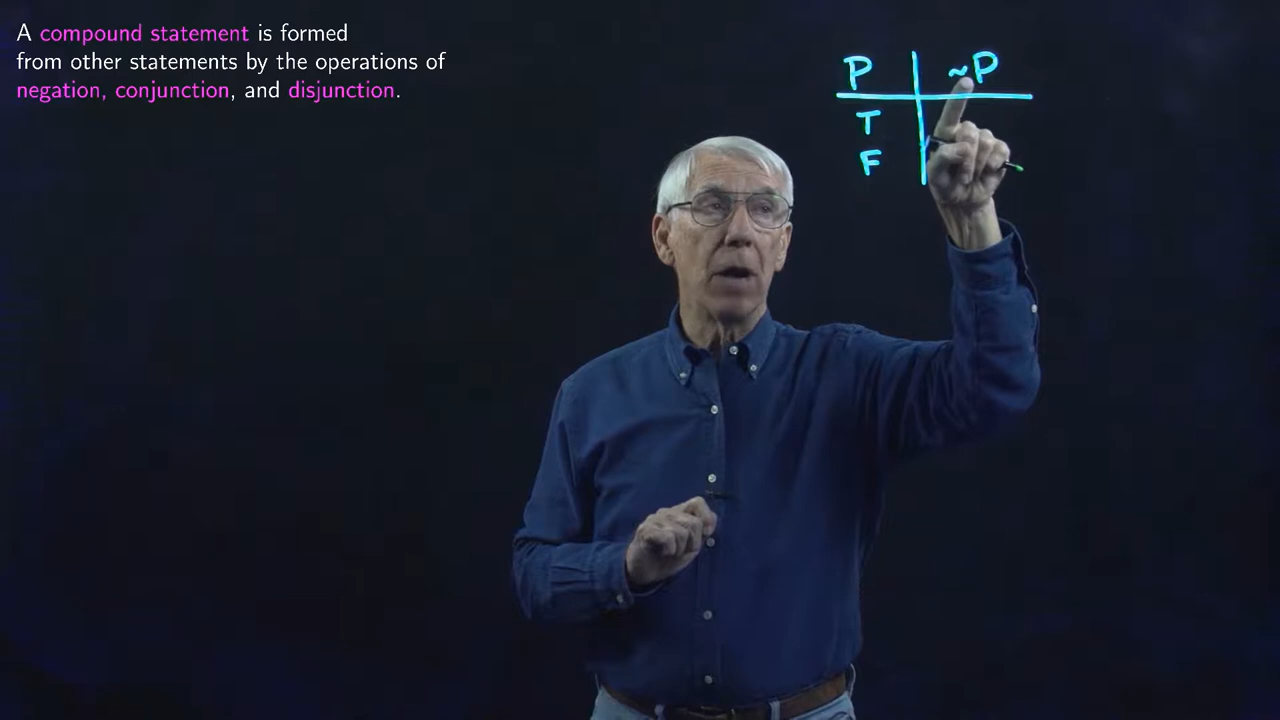 A compound statement is formed
from other statements by the operations of
negation, conjunction, and disjunction.
P ~P
T
F